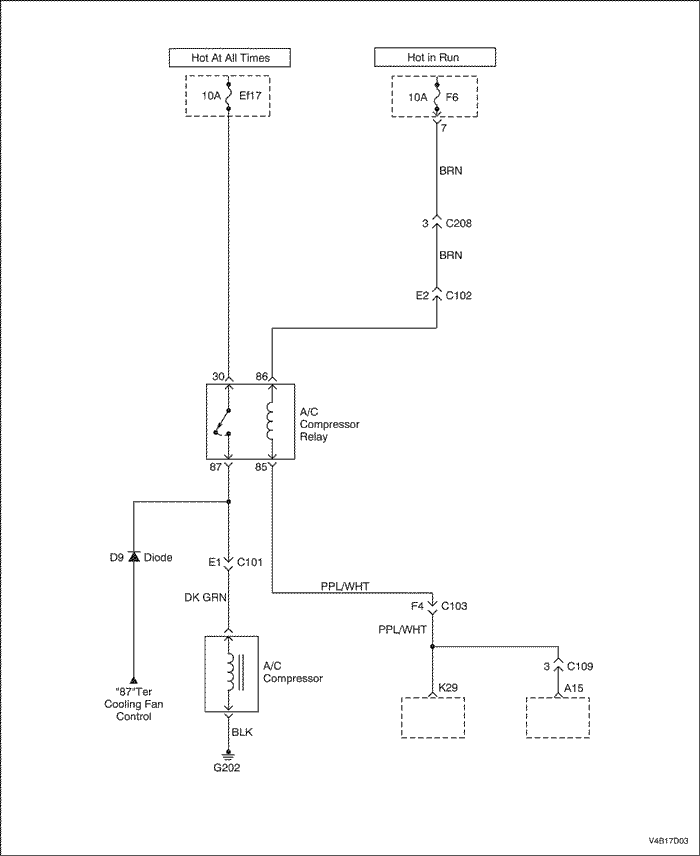 Hot At All Times
Hot in Run
10A Ef17
10A F6
7
BRN
3 C208
BRN
E2 C102
30 86
A/C
Compressor
Relay
87 85
D9 Diode
E1 C101
PPL/WHT
DK GRN
F4 C103
PPL/WHT
A/C
Compressor
3 C109
K29
A15
"87"Ter
Cooling Fan
Control
BLK
G202
V4B17D03